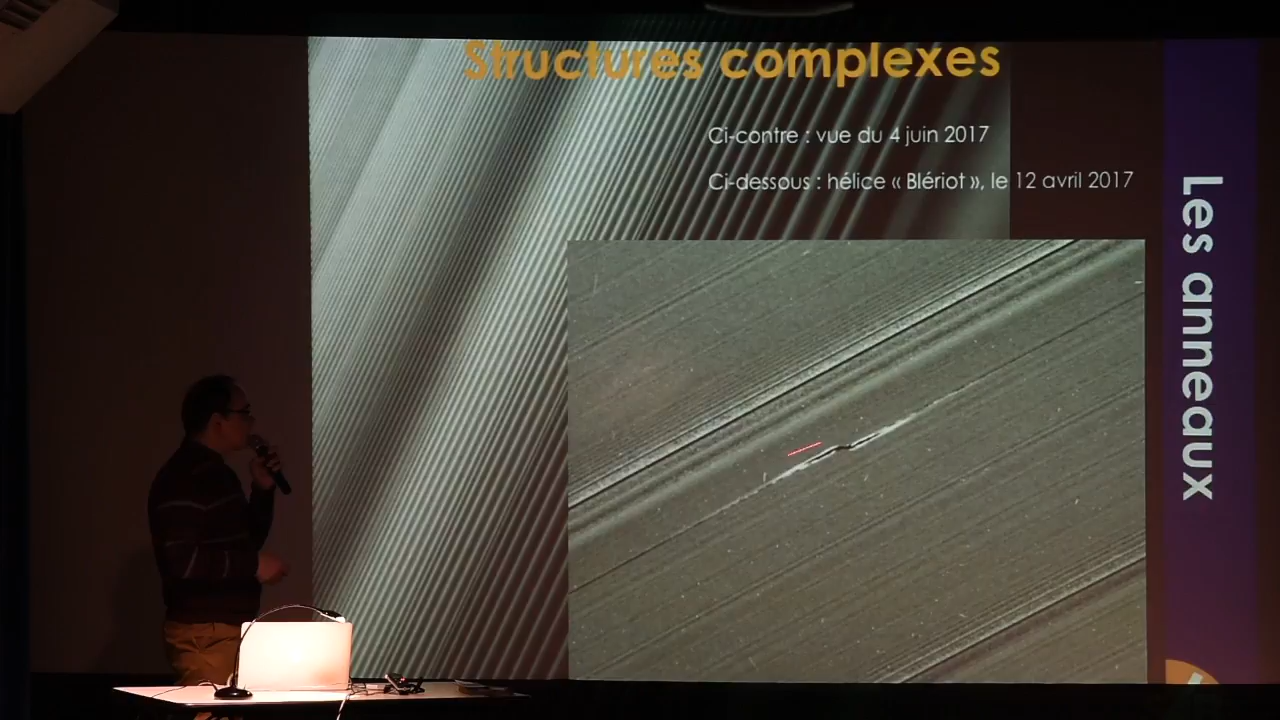 Structures complexes
Ci-contre : vue du 4 juin 2017
Ci-dessous : hélice « Blériot », le 12 avril 2017
Les anneaux